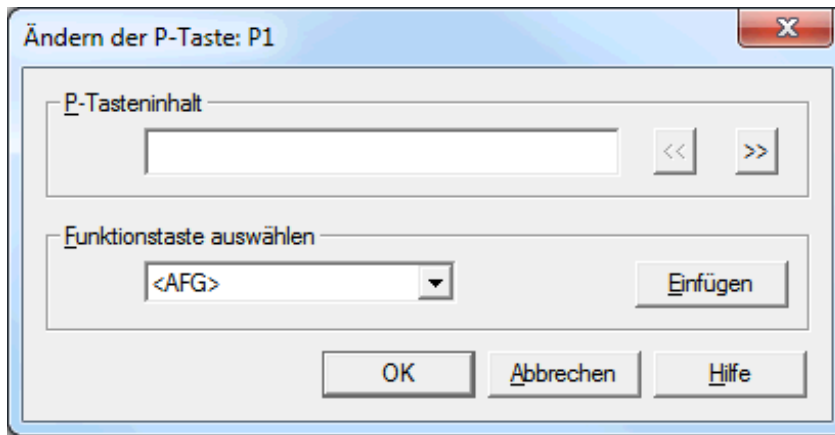 Ändern der P-Taste: P1
P-Tasteninhalt
<< >>
Funktionstaste auswählen
<AFG> Einfügen
OK Abbrechen Hilfe